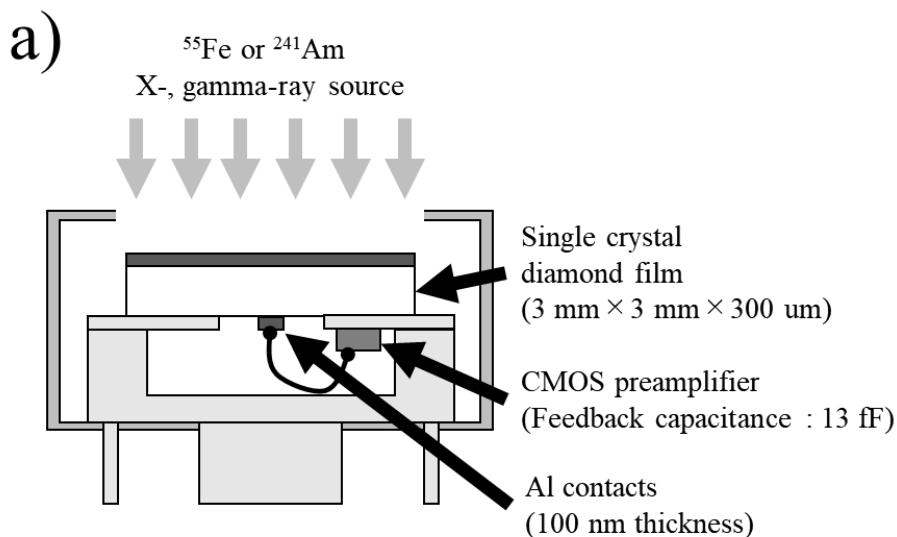 a)
⁵⁵Fe or ²⁴¹Am
X-, gamma-ray source
Single crystal
diamond film
(3 mm × 3 mm × 300 um)
CMOS preamplifier
(Feedback capacitance : 13 fF)
Al contacts
(100 nm thickness)